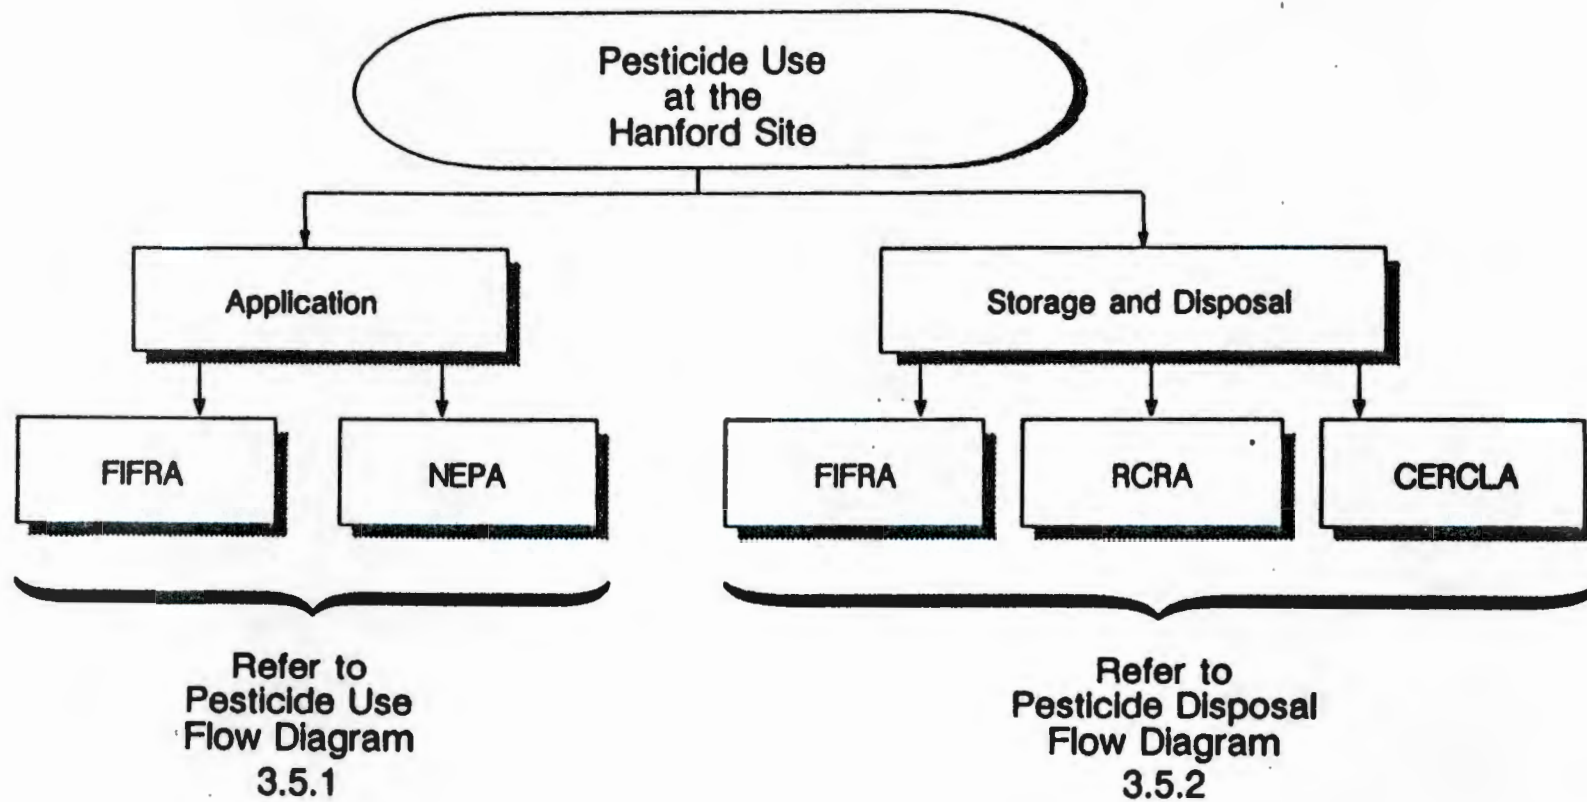 Pesticide Use
at the
Hanford Site
Application
Storage and Disposal
FIFRA
NEPA
FIFRA
RCRA
CERCLA
Refer to
Pesticide Use
Flow Diagram
3.5.1
Refer to
Pesticide Disposal
Flow Diagram
3.5.2